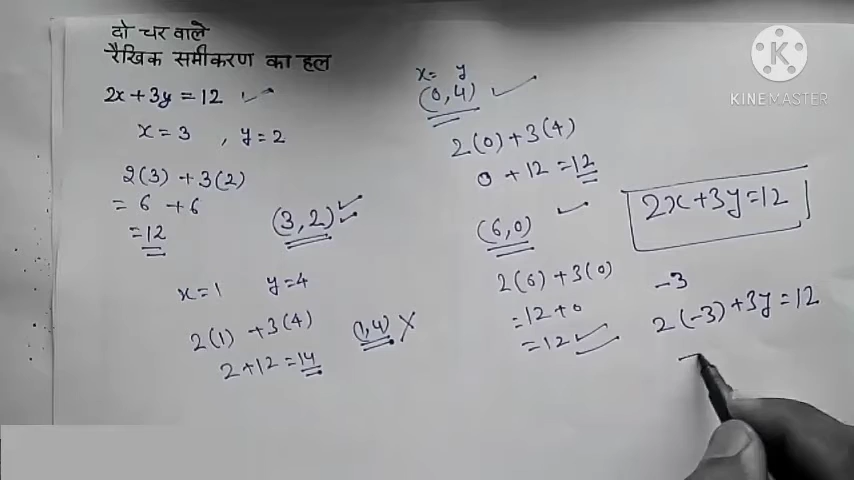 दो चर वाले
रैखिक समीकरण का हल
2x + 3y = 12 ✓
x = 3 , y = 2
2(3) + 3(2)
= 6 + 6
= 12
(3, 2) ✓✓
x = 1 y = 4
2(1) + 3(4)
2 + 12 = 14
(1, 4) X
x = y
(0, 4) ✓
2(0) + 3(4)
0 + 12 = 12
(6, 0) ✓
2(6) + 3(0)
= 12 + 0
= 12 ✓
2x + 3y = 12
-3
2(-3) + 3y = 12
KINEMASTER